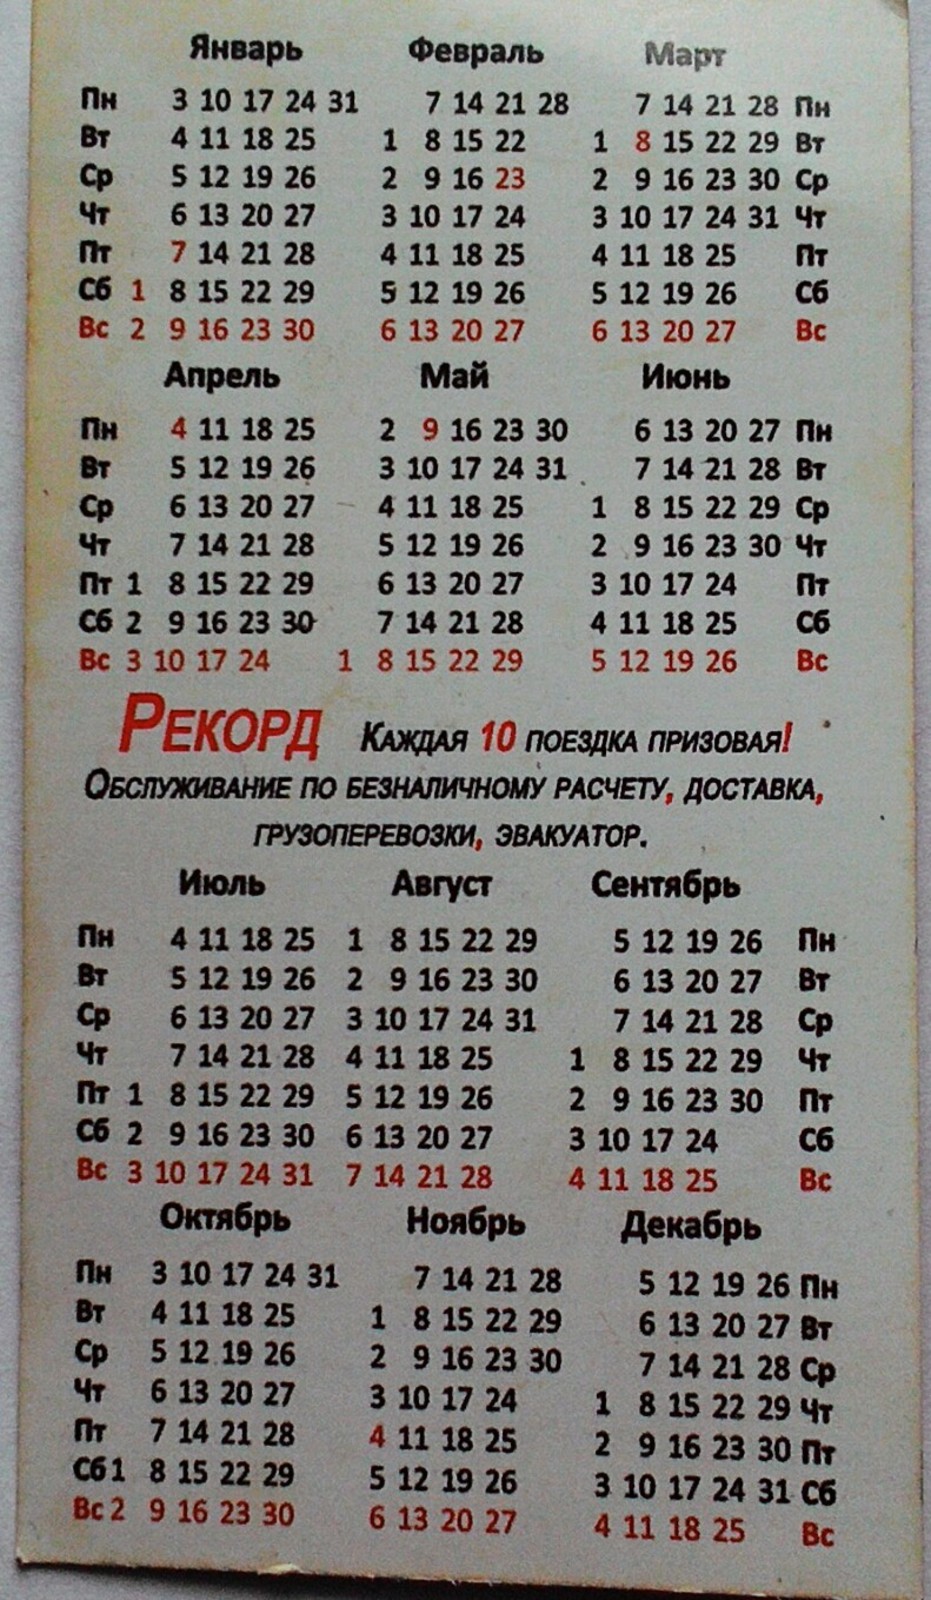 Январь Февраль Март
Пн 3 10 17 24 31 7 14 21 28 7 14 21 28 Пн
Вт 4 11 18 25 1 8 15 22 1 8 15 22 29 Вт
Ср 5 12 19 26 2 9 16 23 2 9 16 23 30 Ср
Чт 6 13 20 27 3 10 17 24 3 10 17 24 31 Чт
Пт 7 14 21 28 4 11 18 25 4 11 18 25 Пт
Сб 1 8 15 22 29 5 12 19 26 5 12 19 26 Сб
Вс 2 9 16 23 30 6 13 20 27 6 13 20 27 Вс
Апрель Май Июнь
Пн 4 11 18 25 2 9 16 23 30 6 13 20 27 Пн
Вт 5 12 19 26 3 10 17 24 31 7 14 21 28 Вт
Ср 6 13 20 27 4 11 18 25 1 8 15 22 29 Ср
Чт 7 14 21 28 5 12 19 26 2 9 16 23 30 Чт
Пт 1 8 15 22 29 6 13 20 27 3 10 17 24 Пт
Сб 2 9 16 23 30 7 14 21 28 4 11 18 25 Сб
Вс 3 10 17 24 1 8 15 22 29 5 12 19 26 Вс
РЕКОРД КАЖДАЯ 10 ПОЕЗДКА ПРИЗОВАЯ!
ОБСЛУЖИВАНИЕ ПО БЕЗНАЛИЧНОМУ РАСЧЕТУ, ДОСТАВКА,
ГРУЗОПЕРЕВОЗКИ, ЭВАКУАТОР.
Июль Август Сентябрь
Пн 4 11 18 25 1 8 15 22 29 5 12 19 26 Пн
Вт 5 12 19 26 2 9 16 23 30 6 13 20 27 Вт
Ср 6 13 20 27 3 10 17 24 31 7 14 21 28 Ср
Чт 7 14 21 28 4 11 18 25 1 8 15 22 29 Чт
Пт 1 8 15 22 29 5 12 19 26 2 9 16 23 30 Пт
Сб 2 9 16 23 30 6 13 20 27 3 10 17 24 Сб
Вс 3 10 17 24 31 7 14 21 28 4 11 18 25 Вс
Октябрь Ноябрь Декабрь
Пн 3 10 17 24 31 7 14 21 28 5 12 19 26 Пн
Вт 4 11 18 25 1 8 15 22 29 6 13 20 27 Вт
Ср 5 12 19 26 2 9 16 23 30 7 14 21 28 Ср
Чт 6 13 20 27 3 10 17 24 1 8 15 22 29 Чт
Пт 7 14 21 28 4 11 18 25 2 9 16 23 30 Пт
Сб 1 8 15 22 29 5 12 19 26 3 10 17 24 31 Сб
Вс 2 9 16 23 30 6 13 20 27 4 11 18 25 Вс